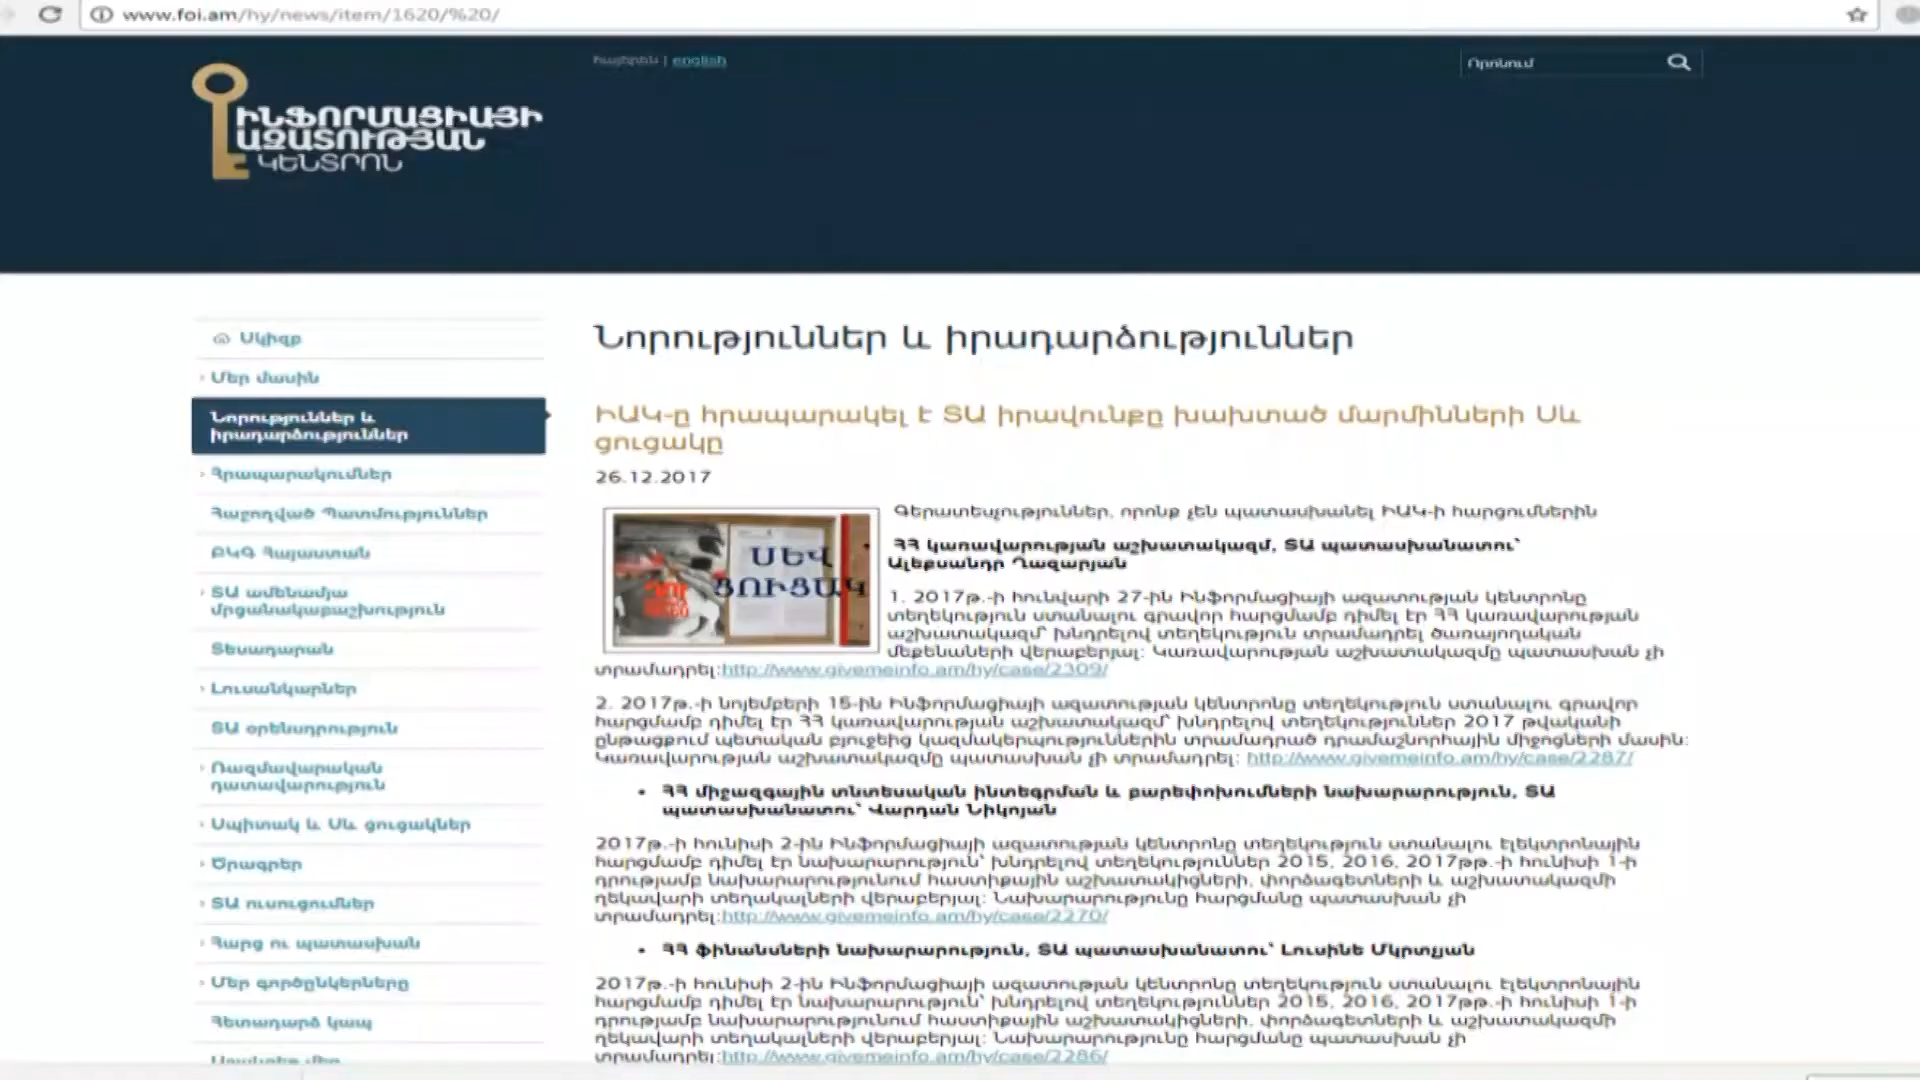 www.foi.am/hy/news/item/1620/%20/
հայերեն | english
Որոնում
ԻՆՖՈՐՄԱՑԻԱՅԻ
ԱԶԱՏՈՒԹՅԱՆ
ԿԵՆՏՐՈՆ
Սկիզբ
Մեր մասին
Նորություններ և
իրադարձություններ
Հրապարակումներ
Հաջողված Պատմություններ
ԲԿԳ Հայաստան
ՏԱ ամենամյա
մրցանակաբաշխություն
Տեսադարան
Լուսանկարներ
ՏԱ օրենսդրություն
Ռազմավարական
դատավարություն
Սպիտակ և Սև ցուցակներ
Ծրագրեր
ՏԱ ուսուցումներ
Հարց ու պատասխան
Մեր գործընկերները
Հետադարձ կապ
Նորություններ և իրադարձություններ
ԻԱԿ-ը հրապարակել է ՏԱ իրավունքը խախտած մարմինների Սև
ցուցակը
26.12.2017
ՍԵՎ
ՑՈՒՑԱԿ
Գերատեսչություններ, որոնք չեն պատասխանել ԻԱԿ-ի հարցումներին
ՀՀ կառավարության աշխատակազմ, ՏԱ պատասխանատու՝
Ալեքսանդր Ղազարյան
1. 2017թ.-ի հունվարի 27-ին Ինֆորմացիայի ազատության կենտրոնը
տեղեկություն ստանալու գրավոր հարցմամբ դիմել էր ՀՀ կառավարության
աշխատակազմ՝ խնդրելով տեղեկություն տրամադրել ծառայողական
մեքենաների վերաբերյալ: Կառավարության աշխատակազմը պատասխան չի
տրամադրել:http://www.givemeinfo.am/hy/case/2309/
2. 2017թ.-ի նոյեմբերի 15-ին Ինֆորմացիայի ազատության կենտրոնը տեղեկություն ստանալու գրավոր
հարցմամբ դիմել էր ՀՀ կառավարության աշխատակազմ՝ խնդրելով տեղեկություններ 2017 թվականի
ընթացքում պետական բյուջեից կազմակերպություններին տրամադրած դրամաշնորհային միջոցների մասին:
Կառավարության աշխատակազմը պատասխան չի տրամադրել: http://www.givemeinfo.am/hy/case/2287/
• ՀՀ միջազգային տնտեսական ինտեգրման և բարեփոխումների նախարարություն, ՏԱ
պատասխանատու՝ Վարդան Նիկոյան
2017թ.-ի հունիսի 2-ին Ինֆորմացիայի ազատության կենտրոնը տեղեկություն ստանալու էլեկտրոնային
հարցմամբ դիմել էր նախարարություն՝ խնդրելով տեղեկություններ 2015, 2016, 2017թթ.-ի հունիսի 1-ի
դրությամբ նախարարությունում հաստիքային աշխատակիցների, փորձագետների և աշխատակազմի
ղեկավարի տեղակալների վերաբերյալ: Նախարարությունը հարցմանը պատասխան չի
տրամադրել:http://www.givemeinfo.am/hy/case/2270/
• ՀՀ ֆինանսների նախարարություն, ՏԱ պատասխանատու՝ Լուսինե Մկրտչյան
2017թ.-ի հունիսի 2-ին Ինֆորմացիայի ազատության կենտրոնը տեղեկություն ստանալու էլեկտրոնային
հարցմամբ դիմել էր նախարարություն՝ խնդրելով տեղեկություններ 2015, 2016, 2017թթ.-ի հունիսի 1-ի
դրությամբ նախարարությունում հաստիքային աշխատակիցների, փորձագետների և աշխատակազմի
ղեկավարի տեղակալների վերաբերյալ: Նախարարությունը հարցմանը պատասխան չի
տրամադրել:http://www.givemeinfo.am/hy/case/2286/